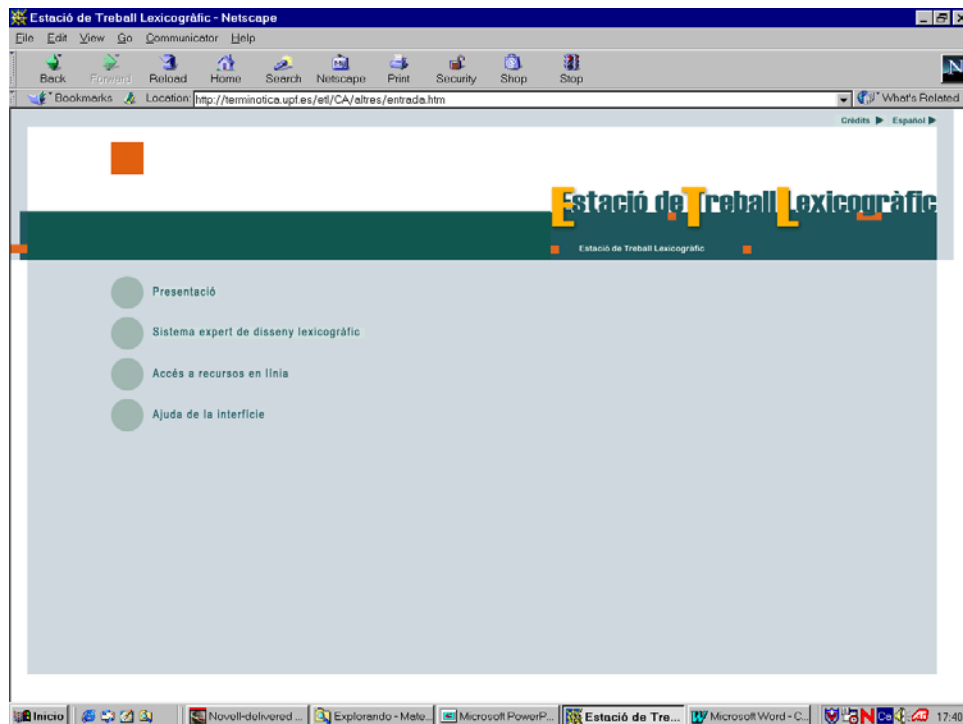 Estació de Treball Lexicogràfic - Netscape
File Edit View Go Communicator Help
Back Forward Reload Home Search Netscape Print Security Shop Stop
N
Bookmarks Location: http://terminotica.upf.es/etl/CA/altres/entrada.htm What's Related
Crèdits Español
Estació de Treball Lexicogràfic
Estació de Treball Lexicogràfic
Presentació
Sistema expert de disseny lexicogràfic
Accés a recursos en línia
Ajuda de la interfície
Inicio Novell-delivered ... Explorando - Mate... Microsoft PowerP... Estació de Tre... Microsoft Word - C... 17:40